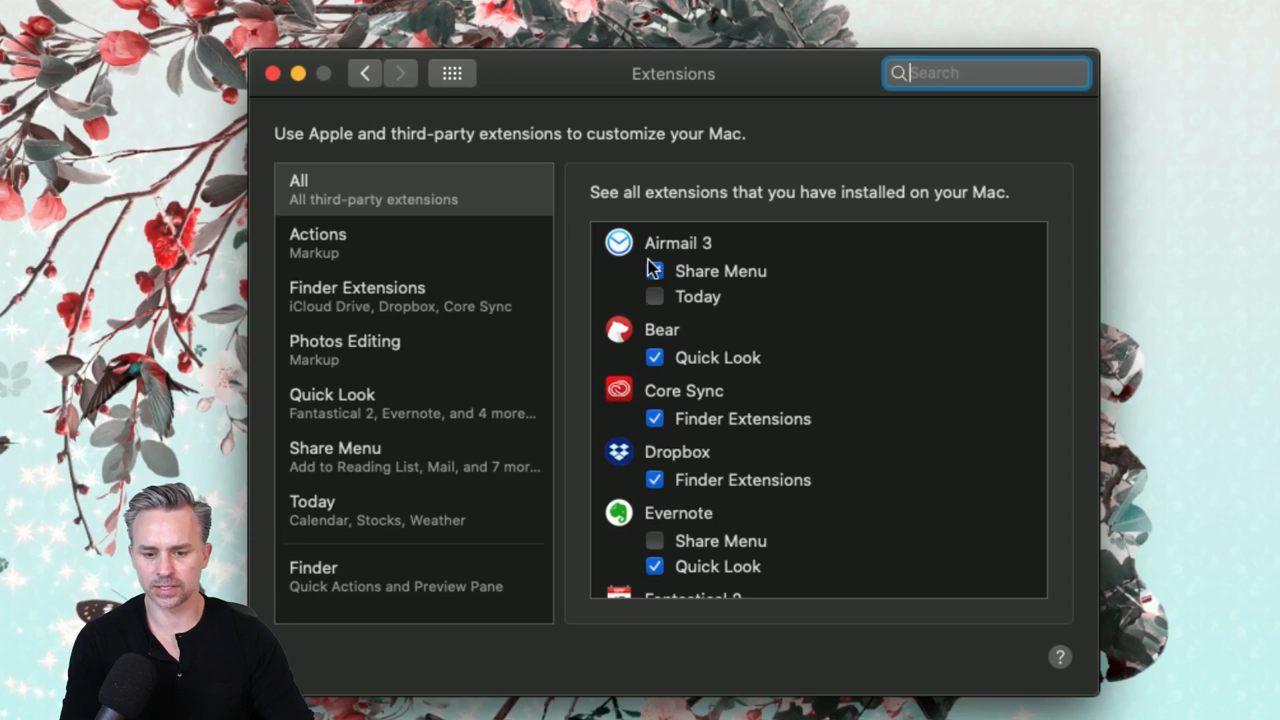 Extensions
Search
Use Apple and third-party extensions to customize your Mac.
All
All third-party extensions
Actions
Markup
Finder Extensions
iCloud Drive, Dropbox, Core Sync
Photos Editing
Markup
Quick Look
Fantastical 2, Evernote, and 4 more...
Share Menu
Add to Reading List, Mail, and 7 mor...
Today
Calendar, Stocks, Weather
Finder
Quick Actions and Preview Pane
See all extensions that you have installed on your Mac.
Airmail 3
Share Menu
Today
Bear
Quick Look
Core Sync
Finder Extensions
Dropbox
Finder Extensions
Evernote
Share Menu
Quick Look
Fantastical 2
?